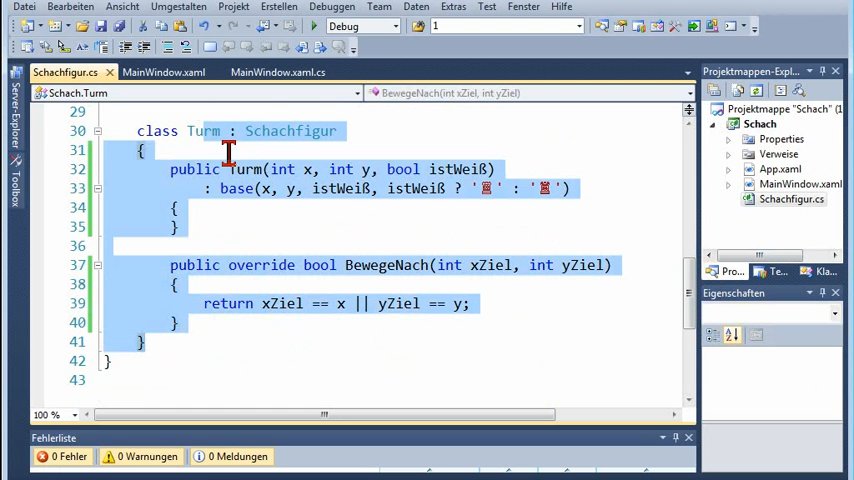 Datei Bearbeiten Ansicht Umgestalten Projekt Erstellen Debuggen Team Daten Extras Test Fenster Hilfe
Debug 1
Schachfigur.cs MainWindow.xaml MainWindow.xaml.cs
Schach.Turm BewegeNach(int xZiel, int yZiel)
29
30 class Turm : Schachfigur
31 {
32 public Turm(int x, int y, bool istWeiß)
33 : base(x, y, istWeiß, istWeiß ? '♖' : '♜')
34 {
35 }
36
37 public override bool BewegeNach(int xZiel, int yZiel)
38 {
39 return xZiel == x || yZiel == y;
40 }
41 }
42 }
43
100 %
Fehlerliste
0 Fehler 0 Warnungen 0 Meldungen
Server-Explorer
Toolbox
Projektmappen-Expl...
Projektmappe "Schach"
Schach
Properties
Verweise
App.xaml
MainWindow.xaml
Schachfigur.cs
Pro... Te... Kla...
Eigenschaften